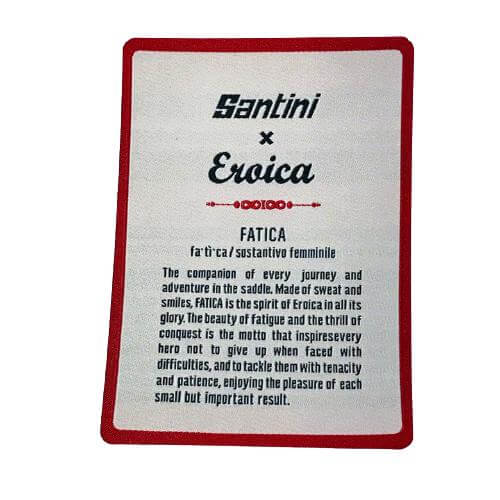 Santini
x
Eroica
FATICA
fa·tì·ca/sostantivo femminile
The companion of every journey and
adventure in the saddle. Made of sweat and
smiles, FATICA is the spirit of Eroica in all its
glory. The beauty of fatigue and the thrill of
conquest is the motto that inspiresevery
hero not to give up when faced with
difficulties, and to tackle them with tenacity
and patience, enjoying the pleasure of each
small but important result.